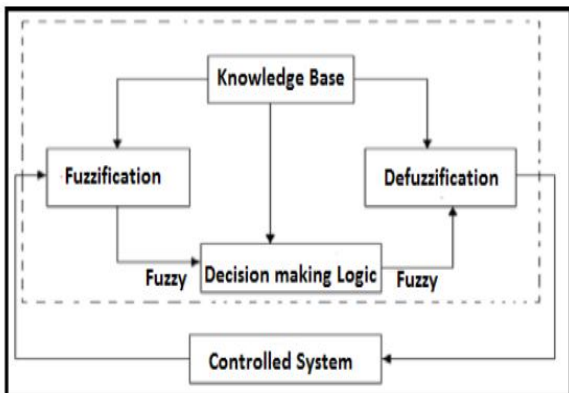 Knowledge Base
Fuzzification
Defuzzification
Fuzzy
Decision making Logic
Fuzzy
Controlled System